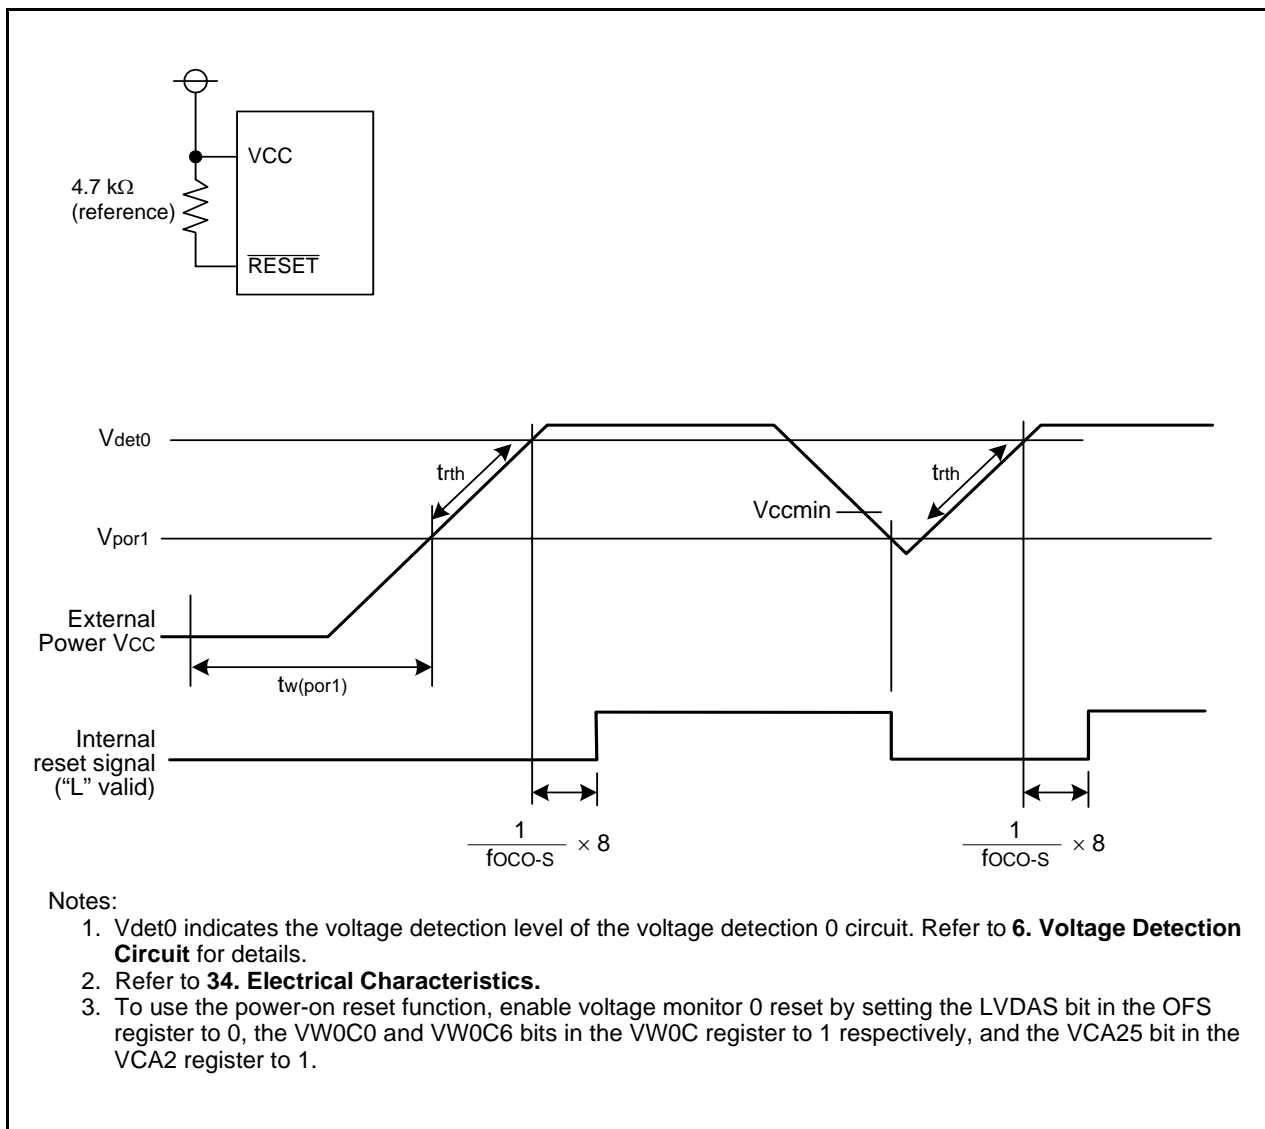 VCC
4.7 kΩ
(reference)
RESET
Vdet0
trth
trth
Vccmin
Vpor1
External
Power VCC
tw(por1)
Internal
reset signal
(“L” valid)
1
fOCO-S
× 8
1
fOCO-S
× 8
Notes:
1. Vdet0 indicates the voltage detection level of the voltage detection 0 circuit. Refer to 6. Voltage Detection
Circuit for details.
2. Refer to 34. Electrical Characteristics.
3. To use the power-on reset function, enable voltage monitor 0 reset by setting the LVDAS bit in the OFS
register to 0, the VW0C0 and VW0C6 bits in the VW0C register to 1 respectively, and the VCA25 bit in the
VCA2 register to 1.